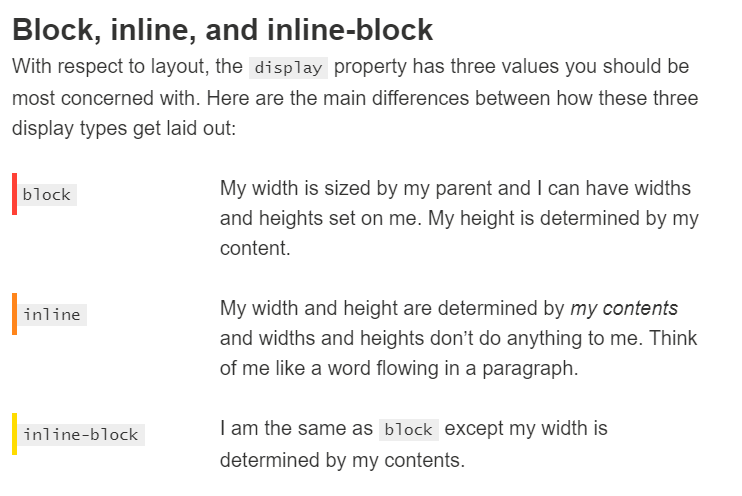 Block, inline, and inline-block
With respect to layout, the display property has three values you should be
most concerned with. Here are the main differences between how these three
display types get laid out:
block
My width is sized by my parent and I can have widths
and heights set on me. My height is determined by my
content.
inline
My width and height are determined by my contents
and widths and heights don’t do anything to me. Think
of me like a word flowing in a paragraph.
inline-block
I am the same as block except my width is
determined by my contents.